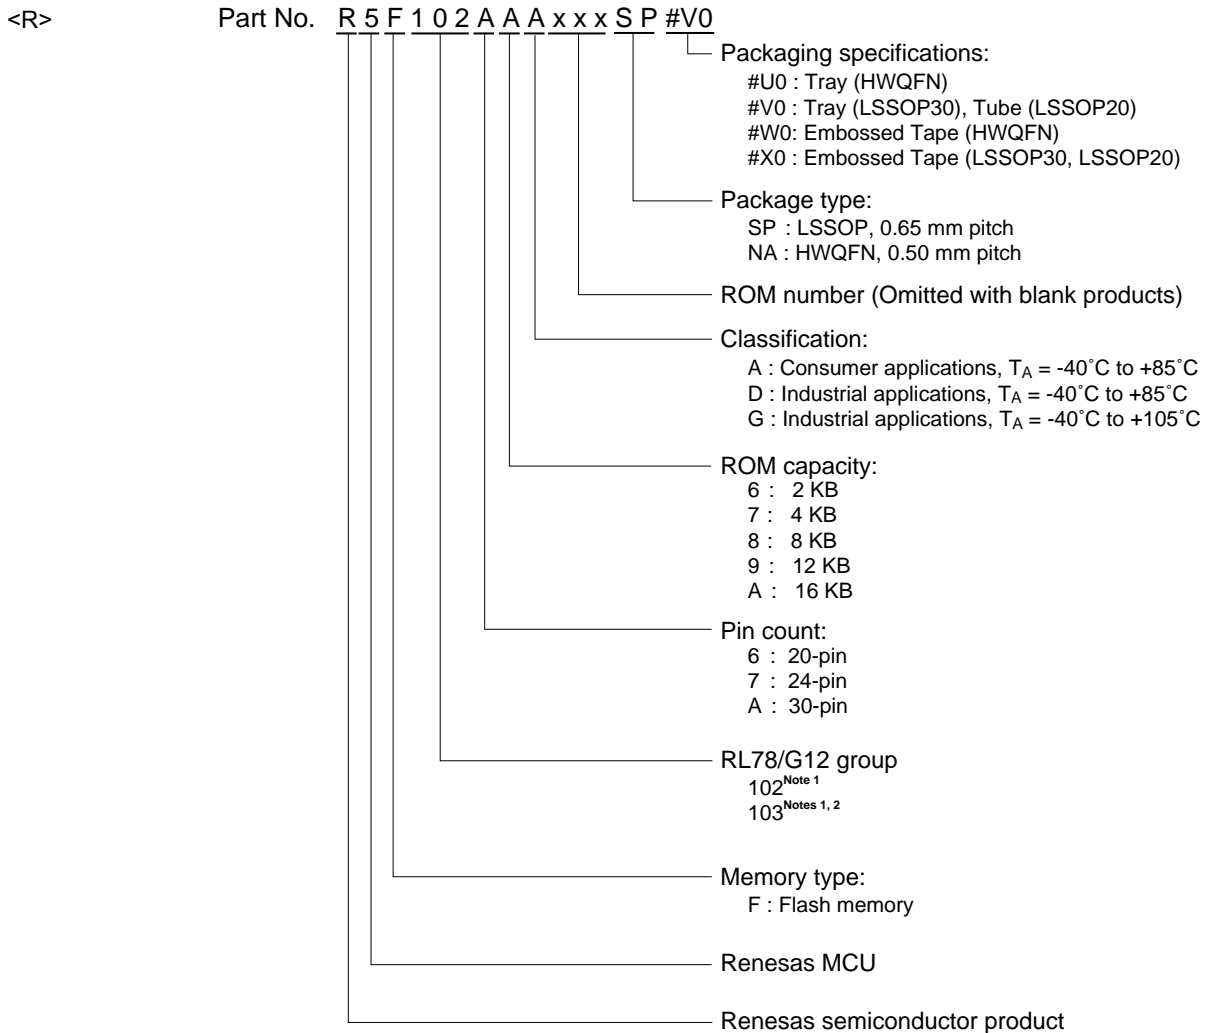 <R> Part No. R 5 F 1 0 2 A A A x x x S P #V0
Packaging specifications:
#U0 : Tray (HWQFN)
#V0 : Tray (LSSOP30), Tube (LSSOP20)
#W0: Embossed Tape (HWQFN)
#X0 : Embossed Tape (LSSOP30, LSSOP20)
Package type:
SP : LSSOP, 0.65 mm pitch
NA : HWQFN, 0.50 mm pitch
ROM number (Omitted with blank products)
Classification:
A : Consumer applications, TA = -40˚C to +85˚C
D : Industrial applications, TA = -40˚C to +85˚C
G : Industrial applications, TA = -40˚C to +105˚C
ROM capacity:
6 : 2 KB
7 : 4 KB
8 : 8 KB
9 : 12 KB
A : 16 KB
Pin count:
6 : 20-pin
7 : 24-pin
A : 30-pin
RL78/G12 group
102Note 1
103Notes 1, 2
Memory type:
F : Flash memory
Renesas MCU
Renesas semiconductor product